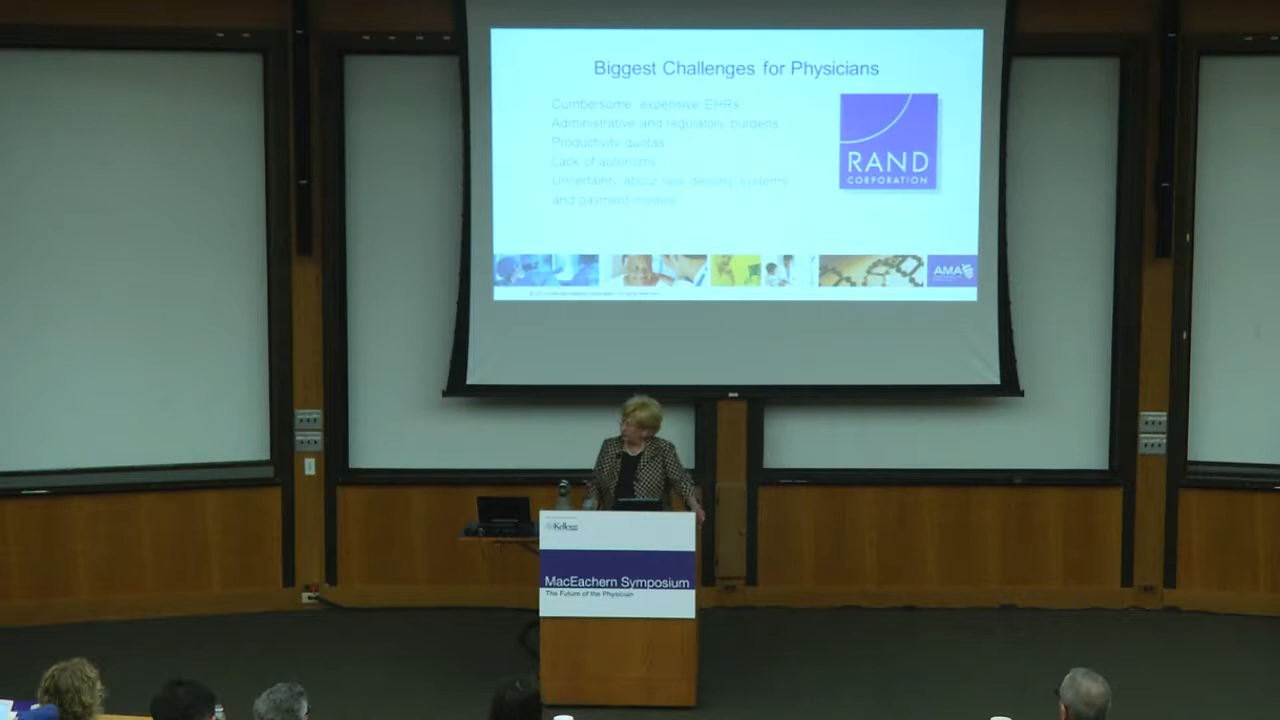 Biggest Challenges for Physicians
Cumbersome, expensive EHRs
Administrative and regulatory burdens
Productivity quotas
Lack of autonomy
Uncertainty about new delivery systems
and payment models
RAND
CORPORATION
AMA
Kellogg
MacEachern Symposium
The Future of the Physician